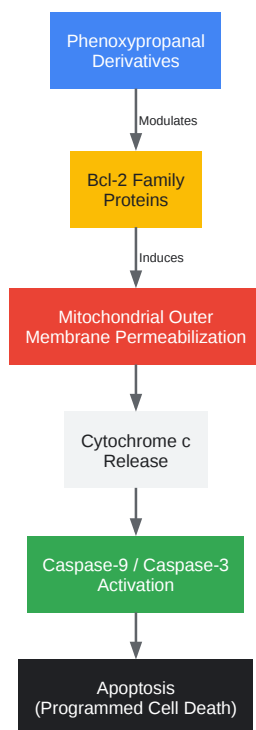 Phenoxypropanal
Derivatives
Modulates
Bcl-2 Family
Proteins
Induces
Mitochondrial Outer
Membrane Permeabilization
Cytochrome c
Release
Caspase-9 / Caspase-3
Activation
Apoptosis
(Programmed Cell Death)